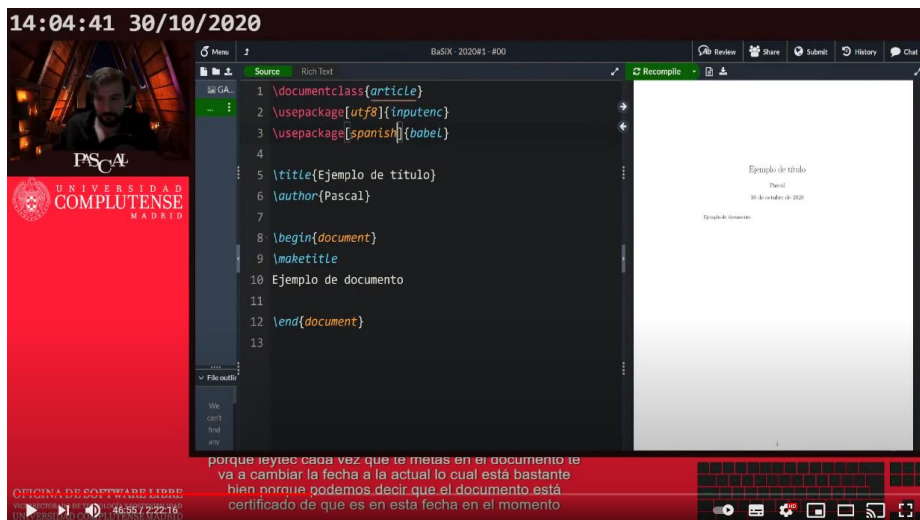 14:04:41 30/10/2020
Menu
BaSiX - 2020#1 - #00
Review
Share
Submit
History
Chat
Source
Rich Text
Recompile
GA...
...
1 \documentclass{article}
2 \usepackage[utf8]{inputenc}
3 \usepackage[spanish]{babel}
4
5 \title{Ejemplo de título}
6 \author{Pascal}
7
8 \begin{document}
9 \maketitle
10 Ejemplo de documento
11
12 \end{document}
13
Ejemplo de título
Pascal
30 de octubre de 2020
Ejemplo de documento
1
PASCAL
UNIVERSIDAD
COMPLUTENSE
MADRID
File outlin
We
can't
find
any
porque leytec cada vez que te metas en el documento te
va a cambiar la fecha a la actual lo cual está bastante
bien porque podemos decir que el documento está
certificado de que es en esta fecha en el momento
OFICINA DE SOFTWARE LIBRE
46:55 / 2:22:16
HD